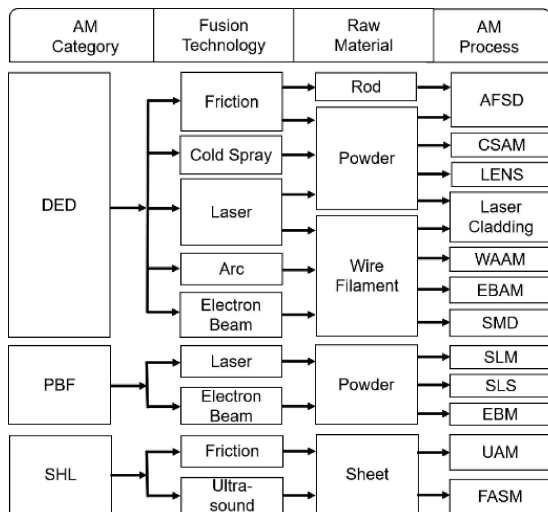 AM
Category
Fusion
Technology
Raw
Material
AM
Process
DED
Friction
Cold Spray
Laser
Arc
Electron
Beam
Rod
Powder
Wire
Filament
AFSD
CSAM
LENS
Laser
Cladding
WAAM
EBAM
SMD
PBF
Laser
Electron
Beam
Powder
SLM
SLS
EBM
SHL
Friction
Ultra-
sound
Sheet
UAM
FASM